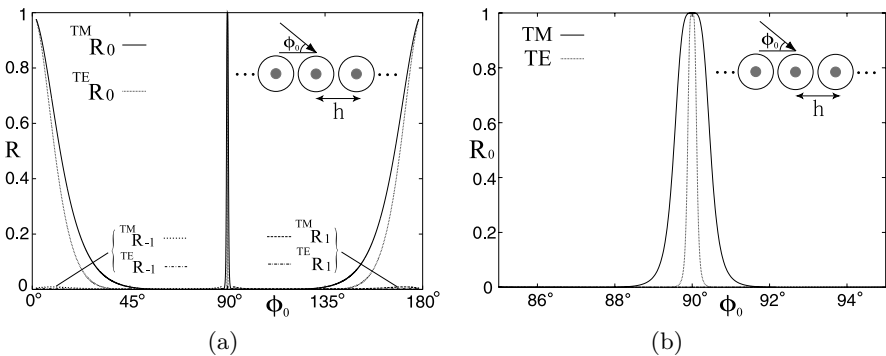 1
0.8
0.6
0.4
0.2
0
R
TM R0
TE R0
ϕ0
h
TM R-1
TE R-1
TM R1
TE R1
0° 45° 90° 135° 180°
ϕ0
(a)
1
0.8
0.6
0.4
0.2
0
R0
TM
TE
ϕ0
h
86° 88° 90° 92° 94°
ϕ0
(b)